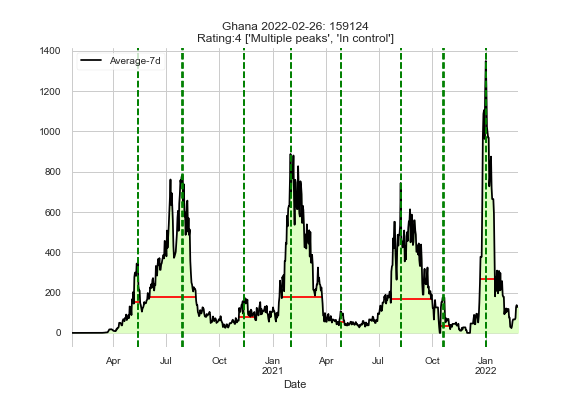 Ghana 2022-02-26: 159124
Rating:4 ['Multiple peaks', 'In control']
Average-7d
1400
1200
1000
800
600
400
200
0
Apr Jul Oct Jan Apr Jul Oct Jan
2021 2022
Date